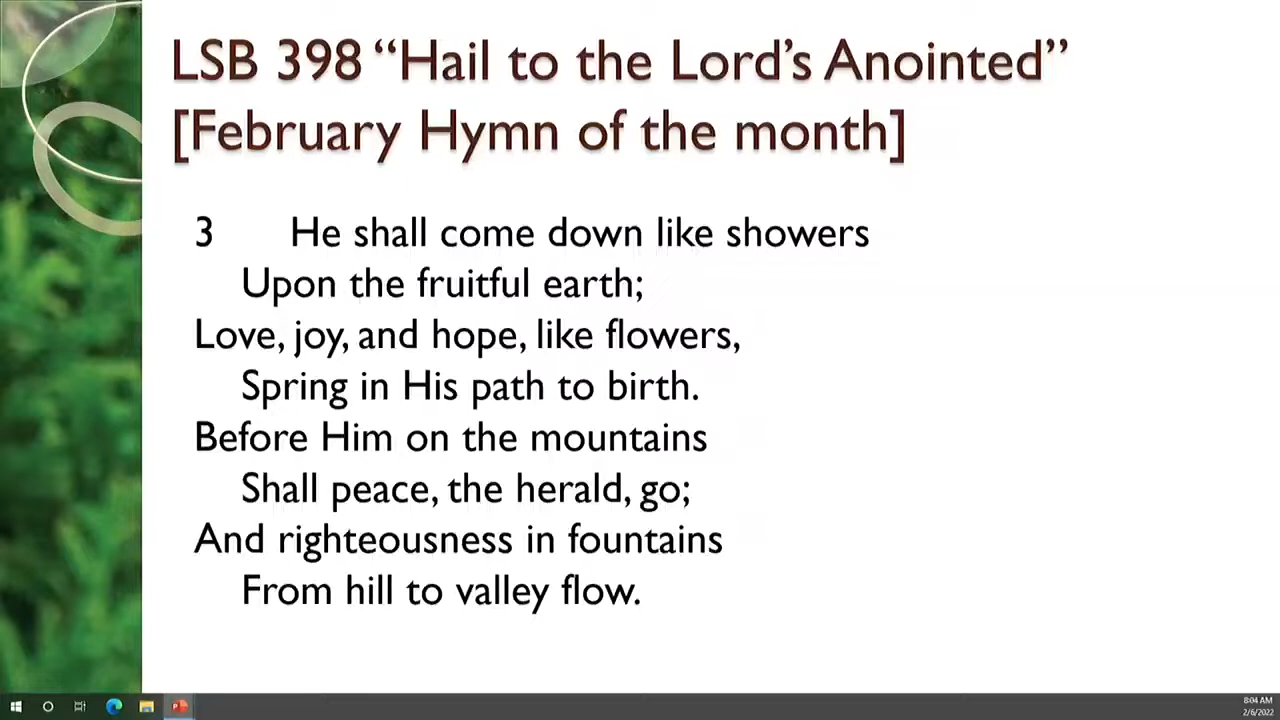 LSB 398 “Hail to the Lord’s Anointed”
[February Hymn of the month]
3 He shall come down like showers
Upon the fruitful earth;
Love, joy, and hope, like flowers,
Spring in His path to birth.
Before Him on the mountains
Shall peace, the herald, go;
And righteousness in fountains
From hill to valley flow.
8:04 AM
2/6/2022